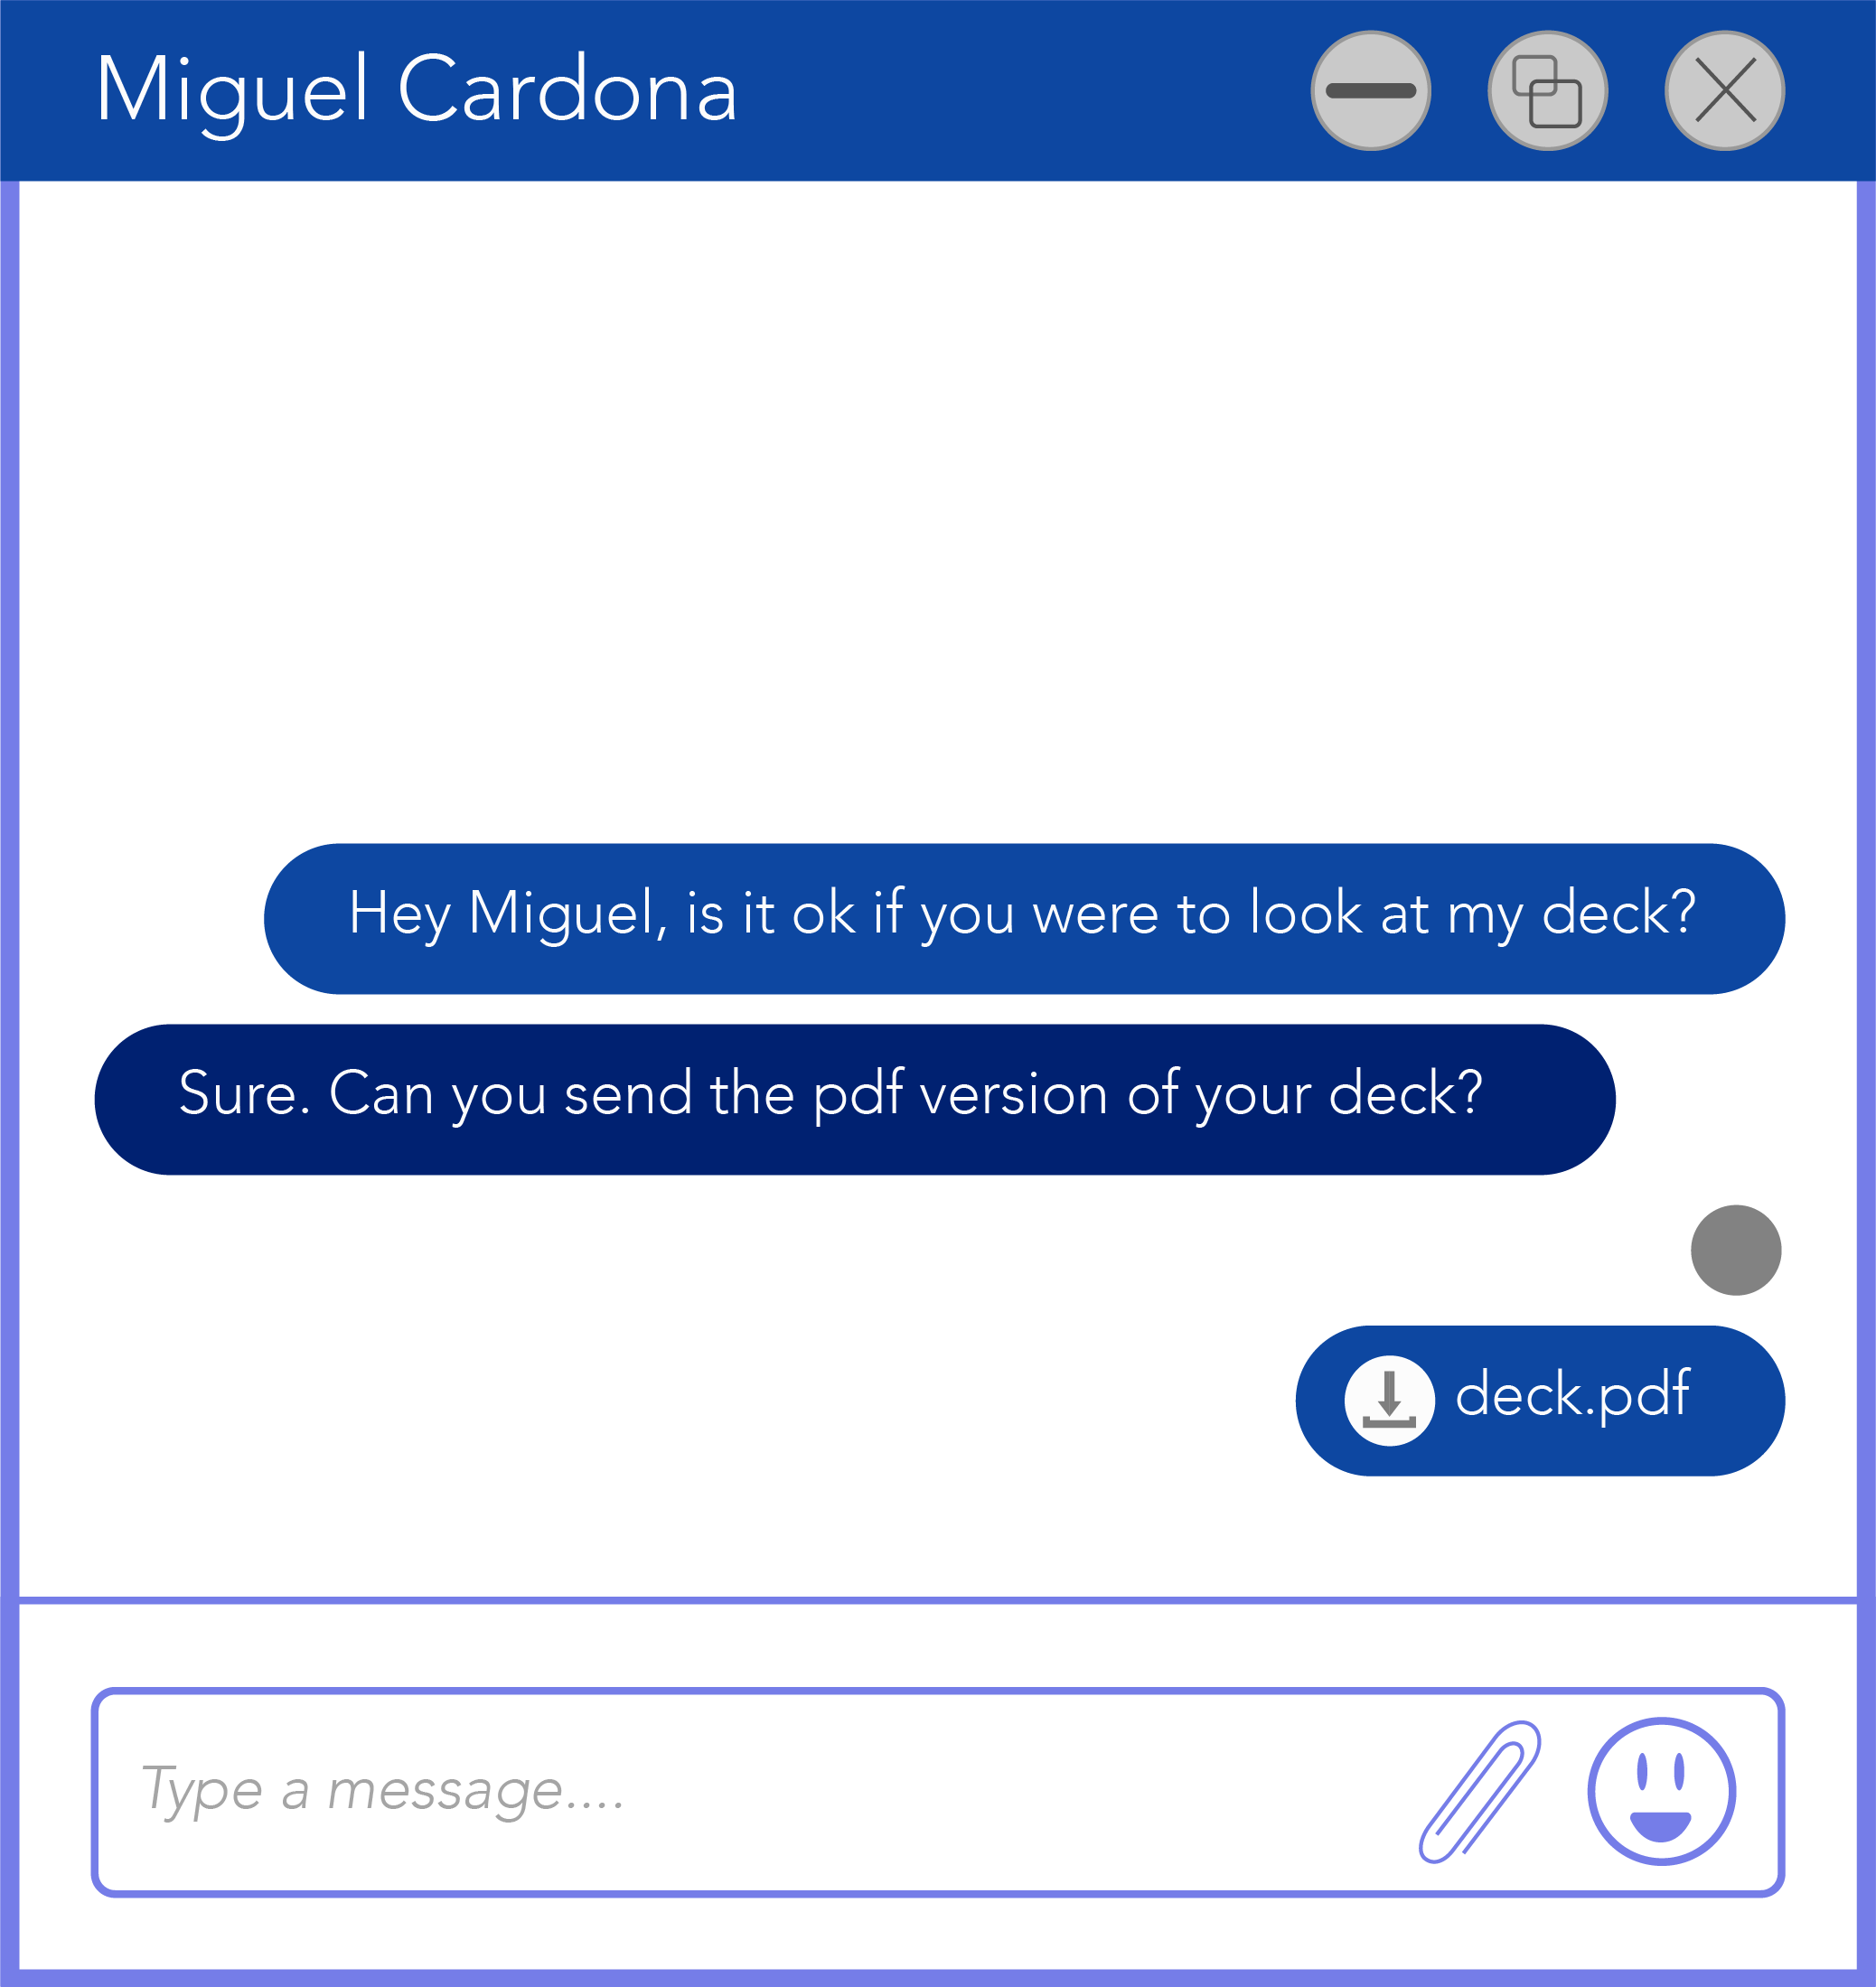 Miguel Cardona
Hey Miguel, is it ok if you were to look at my deck?
Sure. Can you send the pdf version of your deck?
deck.pdf
Type a message....